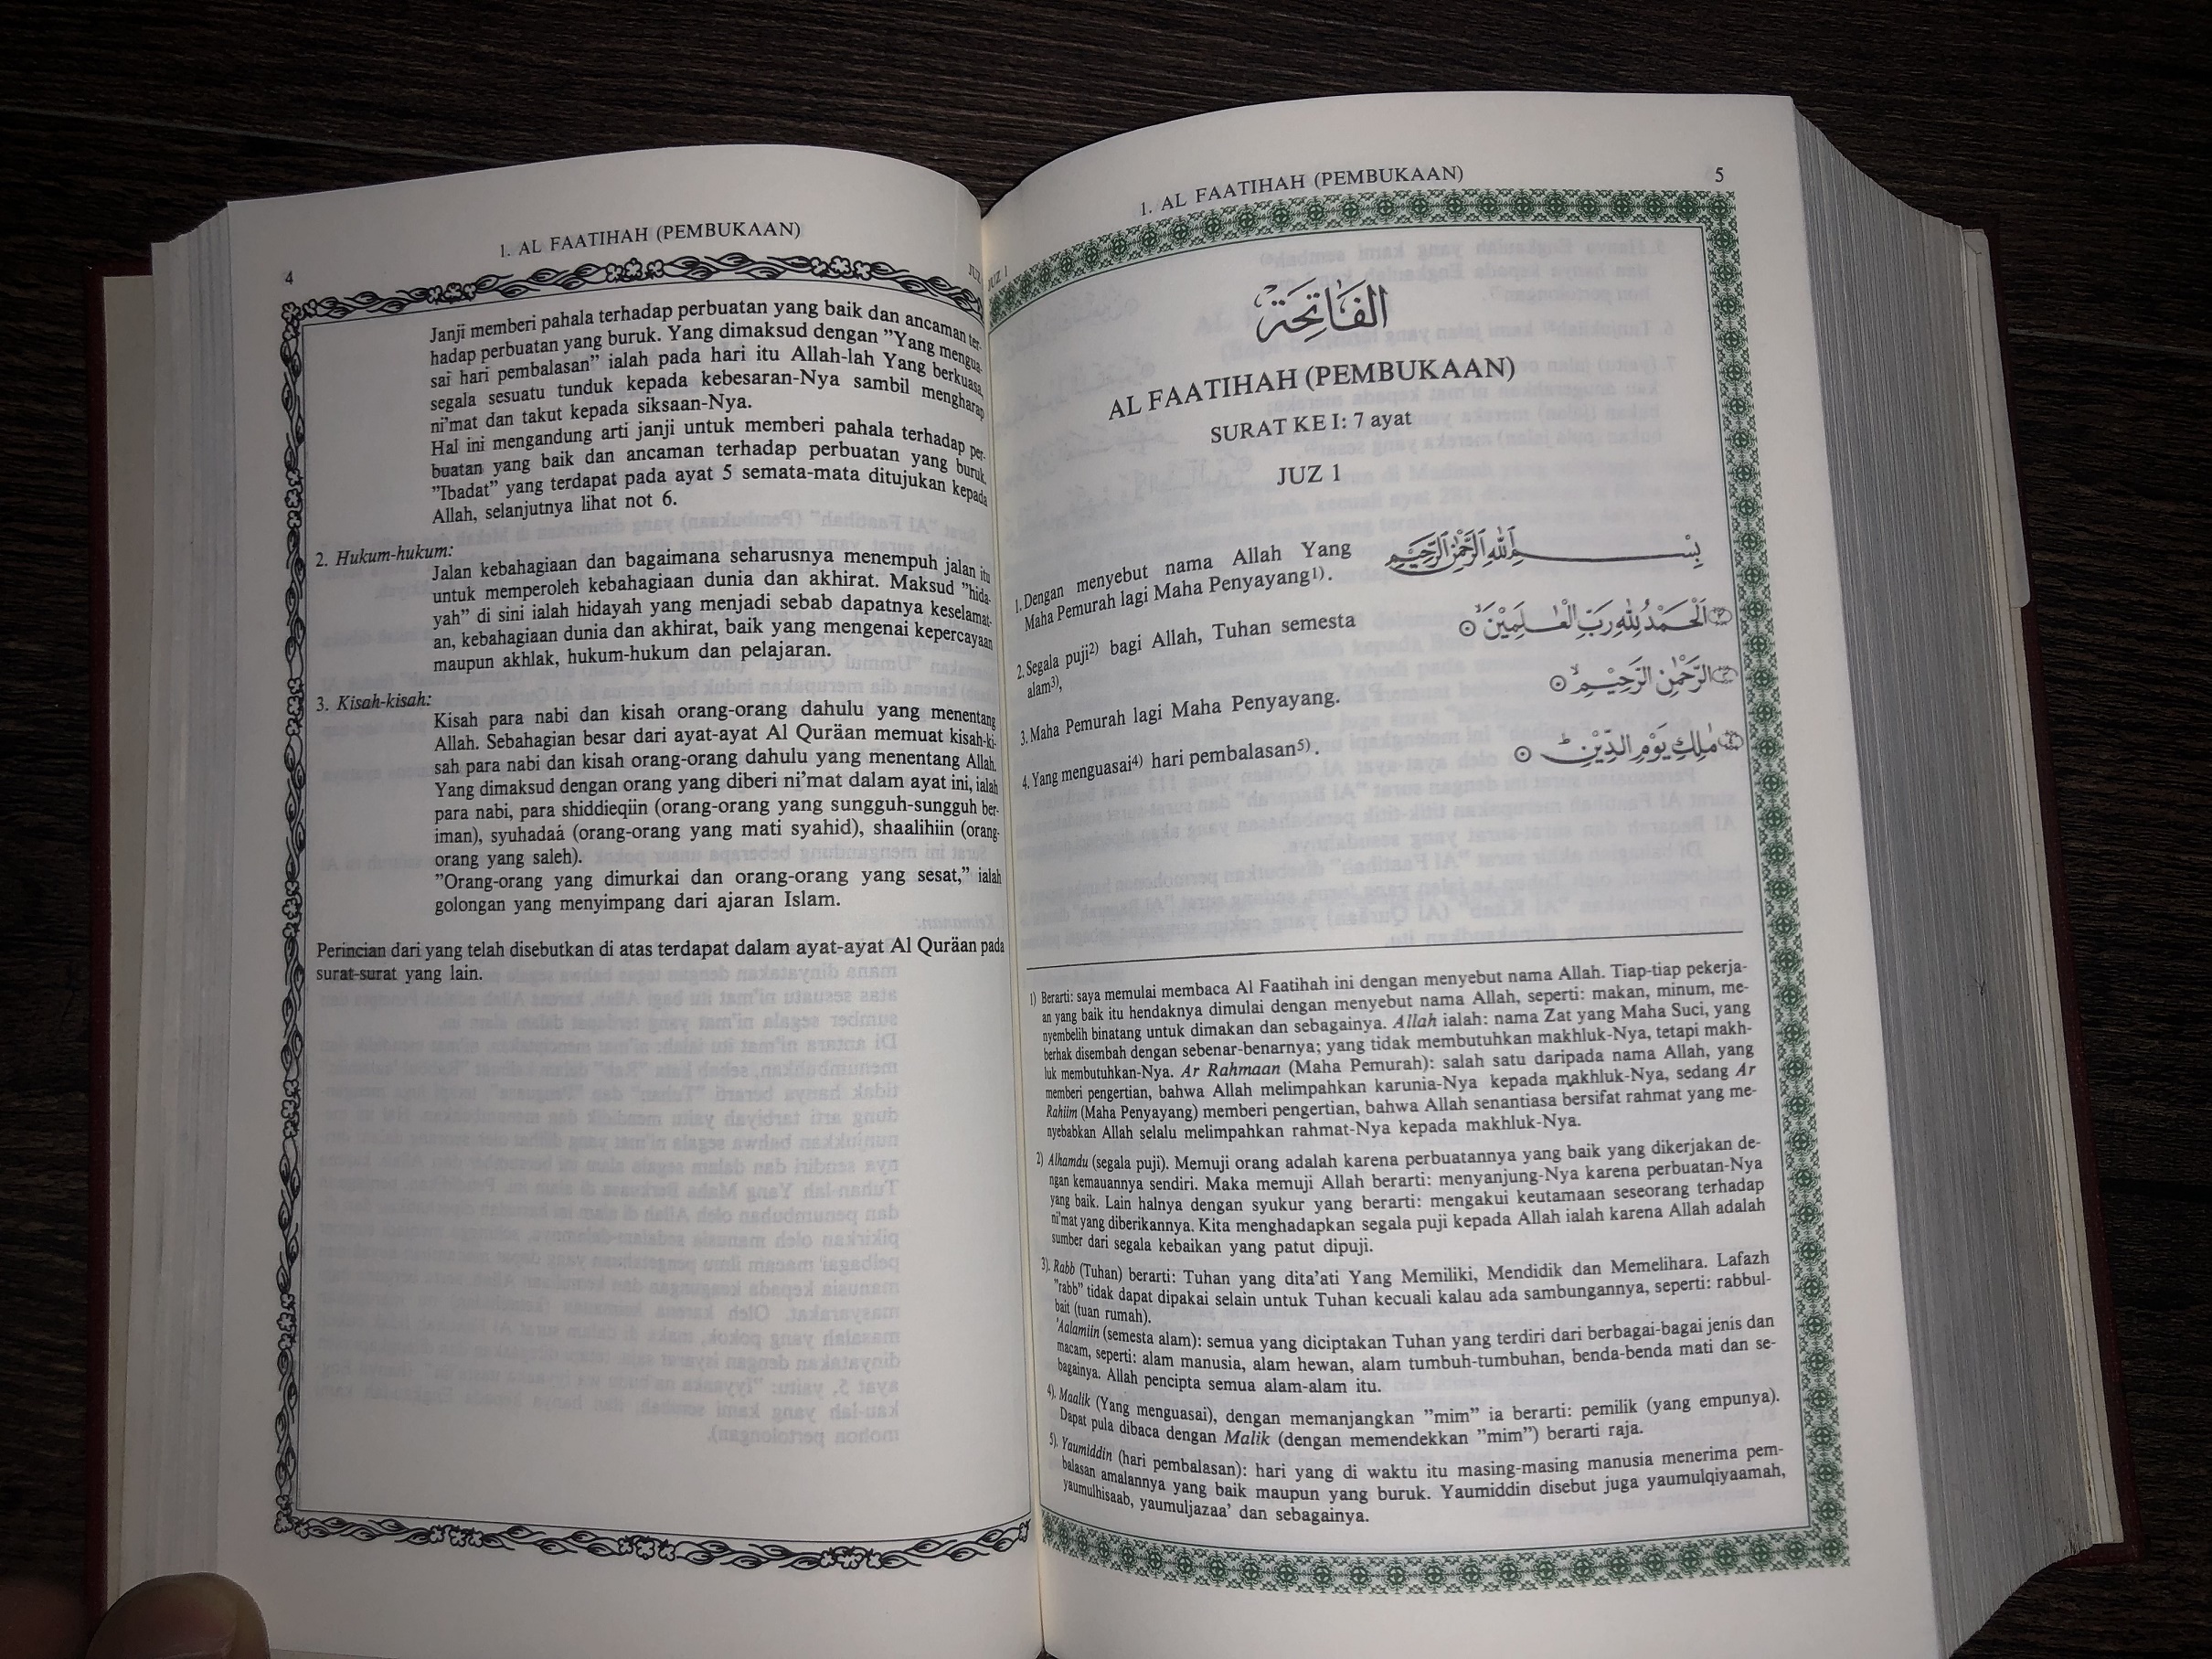 4
1. AL FAATIHAH (PEMBUKAAN)
JUZ 1
Janji memberi pahala terhadap perbuatan yang baik dan ancaman ter-
hadap perbuatan yang buruk. Yang dimaksud dengan ”Yang mengua-
sai hari pembalasan” ialah pada hari itu Allah-lah Yang berkuasa,
segala sesuatu tunduk kepada kebesaran-Nya sambil mengharap
ni’mat dan takut kepada siksaan-Nya.
Hal ini mengandung arti janji untuk memberi pahala terhadap per-
buatan yang baik dan ancaman terhadap perbuatan yang buruk.
”Ibadat” yang terdapat pada ayat 5 semata-mata ditujukan kepada
Allah, selanjutnya lihat not 6.
2. Hukum-hukum:
Jalan kebahagiaan dan bagaimana seharusnya menempuh jalan itu
untuk memperoleh kebahagiaan dunia dan akhirat. Maksud ”hida-
yah” di sini ialah hidayah yang menjadi sebab dapatnya keselamat-
an, kebahagiaan dunia dan akhirat, baik yang mengenai kepercayaan
maupun akhlak, hukum-hukum dan pelajaran.
3. Kisah-kisah:
Kisah para nabi dan kisah orang-orang dahulu yang menentang
Allah. Sebahagian besar dari ayat-ayat Al Quräan memuat kisah-ki-
sah para nabi dan kisah orang-orang dahulu yang menentang Allah.
Yang dimaksud dengan orang yang diberi ni’mat dalam ayat ini, ialah
para nabi, para shiddieqiin (orang-orang yang sungguh-sungguh ber-
iman), syuhadaá (orang-orang yang mati syahid), shaalihiin (orang-
orang yang saleh).
”Orang-orang yang dimurkai dan orang-orang yang sesat,” ialah
golongan yang menyimpang dari ajaran Islam.
Perincian dari yang telah disebutkan di atas terdapat dalam ayat-ayat Al Quräan pada
surat-surat yang lain.
JUZ 1
1. AL FAATIHAH (PEMBUKAAN)
5
الفَاتِحَة
AL FAATIHAH (PEMBUKAAN)
SURAT KE I: 7 ayat
JUZ 1
1. Dengan menyebut nama Allah Yang
Maha Pemurah lagi Maha Penyayang1).
بِسْمِ اللّٰهِ الرَّحْمٰنِ الرَّحِيْمِ
2. Segala puji2) bagi Allah, Tuhan semesta
alam3),
اَلْحَمْدُ لِلّٰهِ رَبِّ الْعٰلَمِيْنَۙ
3. Maha Pemurah lagi Maha Penyayang.
الرَّحْمٰنِ الرَّحِيْمِۙ
4. Yang menguasai4) hari pembalasan5).
مٰلِكِ يَوْمِ الدِّيْنِۗ
1) Berarti: saya memulai membaca Al Faatihah ini dengan menyebut nama Allah. Tiap-tiap pekerja-
an yang baik itu hendaknya dimulai dengan menyebut nama Allah, seperti: makan, minum, me-
nyembelih binatang untuk dimakan dan sebagainya. Allah ialah: nama Zat yang Maha Suci, yang
berhak disembah dengan sebenar-benarnya; yang tidak membutuhkan makhluk-Nya, tetapi makh-
luk membutuhkan-Nya. Ar Rahmaan (Maha Pemurah): salah satu daripada nama Allah, yang
memberi pengertian, bahwa Allah melimpahkan karunia-Nya kepada makhluk-Nya, sedang Ar
Rahiim (Maha Penyayang) memberi pengertian, bahwa Allah senantiasa bersifat rahmat yang me-
nyebabkan Allah selalu melimpahkan rahmat-Nya kepada makhluk-Nya.
2) Alhamdu (segala puji). Memuji orang adalah karena perbuatannya yang baik yang dikerjakan de-
ngan kemauannya sendiri. Maka memuji Allah berarti: menyanjung-Nya karena perbuatan-Nya
yang baik. Lain halnya dengan syukur yang berarti: mengakui keutamaan seseorang terhadap
ni’mat yang diberikannya. Kita menghadapkan segala puji kepada Allah ialah karena Allah adalah
sumber dari segala kebaikan yang patut dipuji.
3). Rabb (Tuhan) berarti: Tuhan yang dita’ati Yang Memiliki, Mendidik dan Memelihara. Lafazh
”rabb” tidak dapat dipakai selain untuk Tuhan kecuali kalau ada sambungannya, seperti: rabbul-
bait (tuan rumah).
’Aalamiin (semesta alam): semua yang diciptakan Tuhan yang terdiri dari berbagai-bagai jenis dan
macam, seperti: alam manusia, alam hewan, alam tumbuh-tumbuhan, benda-benda mati dan se-
bagainya. Allah pencipta semua alam-alam itu.
4). Maalik (Yang menguasai), dengan memanjangkan ”mim” ia berarti: pemilik (yang empunya).
Dapat pula dibaca dengan Malik (dengan memendekkan ”mim”) berarti raja.
5). Yaumiddin (hari pembalasan): hari yang di waktu itu masing-masing manusia menerima pem-
balasan amalannya yang baik maupun yang buruk. Yaumiddin disebut juga yaumulqiyaamah,
yaumulhisaab, yaumuljazaa’ dan sebagainya.